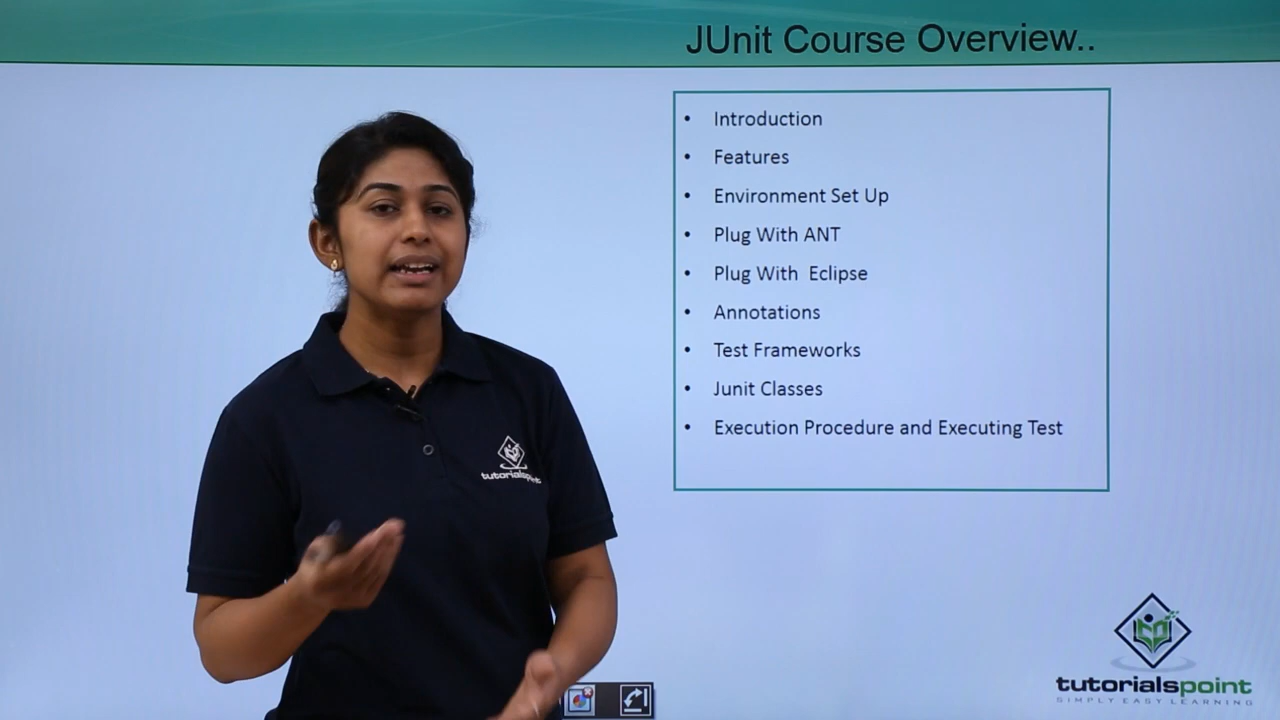 JUnit Course Overview..
• Introduction
• Features
• Environment Set Up
• Plug With ANT
• Plug With  Eclipse
• Annotations
• Test Frameworks
• Junit Classes
• Execution Procedure and Executing Test
tutorialspoint
tutorialspoint
SIMPLY EASY LEARNING